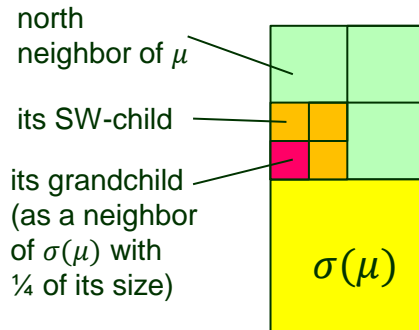 north
neighbor of μ
its SW-child
its grandchild
(as a neighbor
of σ(μ) with
¼ of its size)
σ(μ)